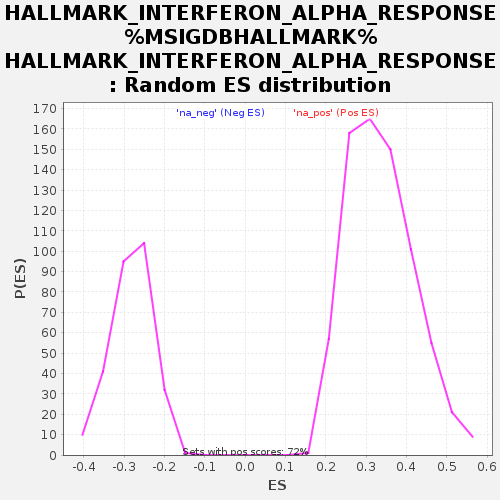 HALLMARK_INTERFERON_ALPHA_RESPONSE
%MSIGDBHALLMARK%
HALLMARK_INTERFERON_ALPHA_RESPONSE
: Random ES distribution
'na_neg' (Neg ES) 'na_pos' (Pos ES)
170
160
150
140
130
120
110
100
90
80
70
60
50
40
30
20
10
0
P(ES)
Sets with pos scores: 72%
-0.4 -0.3 -0.2 -0.1 0.0 0.1 0.2 0.3 0.4 0.5 0.6
ES